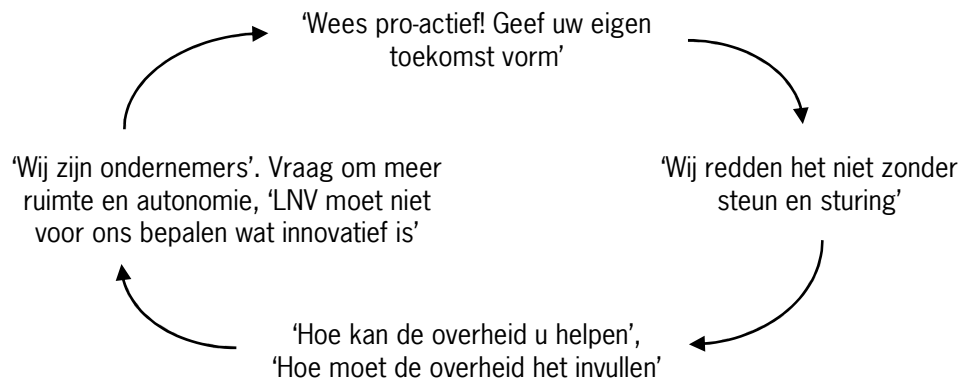 ‘Wees pro-actief! Geef uw eigen
toekomst vorm’
‘Wij zijn ondernemers’. Vraag om meer
ruimte en autonomie, ‘LNV moet niet
voor ons bepalen wat innovatief is’
‘Wij redden het niet zonder
steun en sturing’
‘Hoe kan de overheid u helpen’,
‘Hoe moet de overheid het invullen’